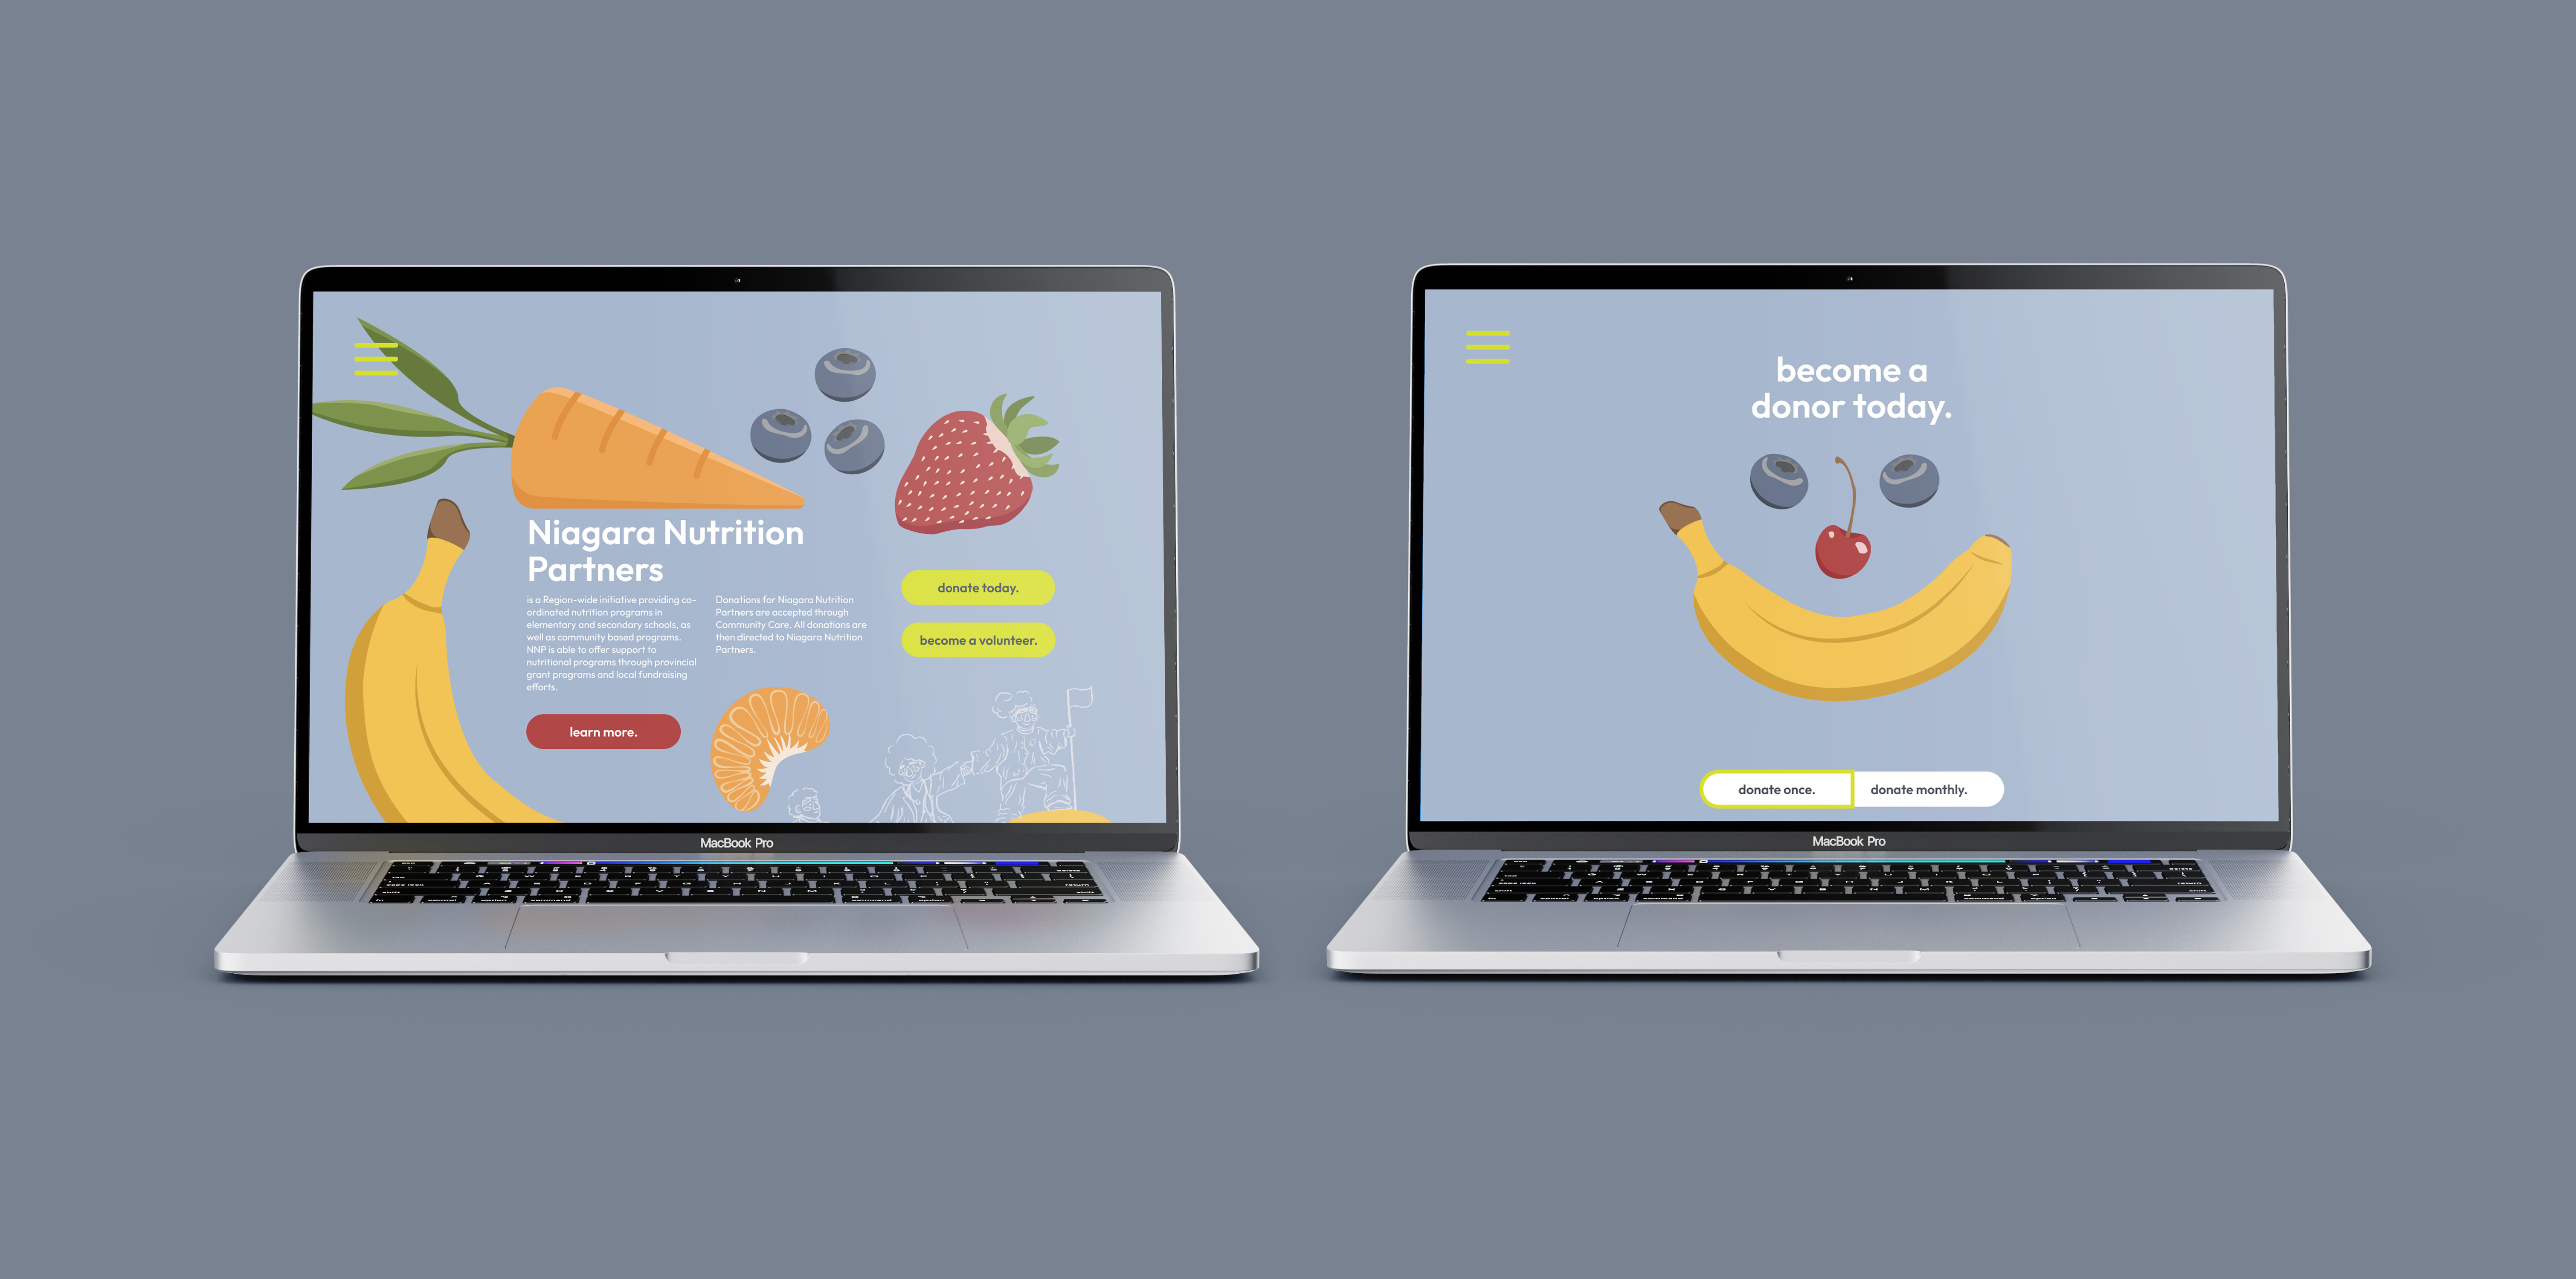 Niagara Nutrition
Partners
is a Region-wide initiative providing co-
ordinated nutrition programs in
elementary and secondary schools, as
well as community based programs.
NNP is able to offer support to
nutritional programs through provincial
grant programs and local fundraising
efforts.
learn more.
Donations for Niagara Nutrition
Partners are accepted through
Community Care. All donations are
then directed to Niagara Nutrition
Partners.
donate today.
become a volunteer.
MacBook Pro
become a
donor today.
donate once.
donate monthly.
MacBook Pro